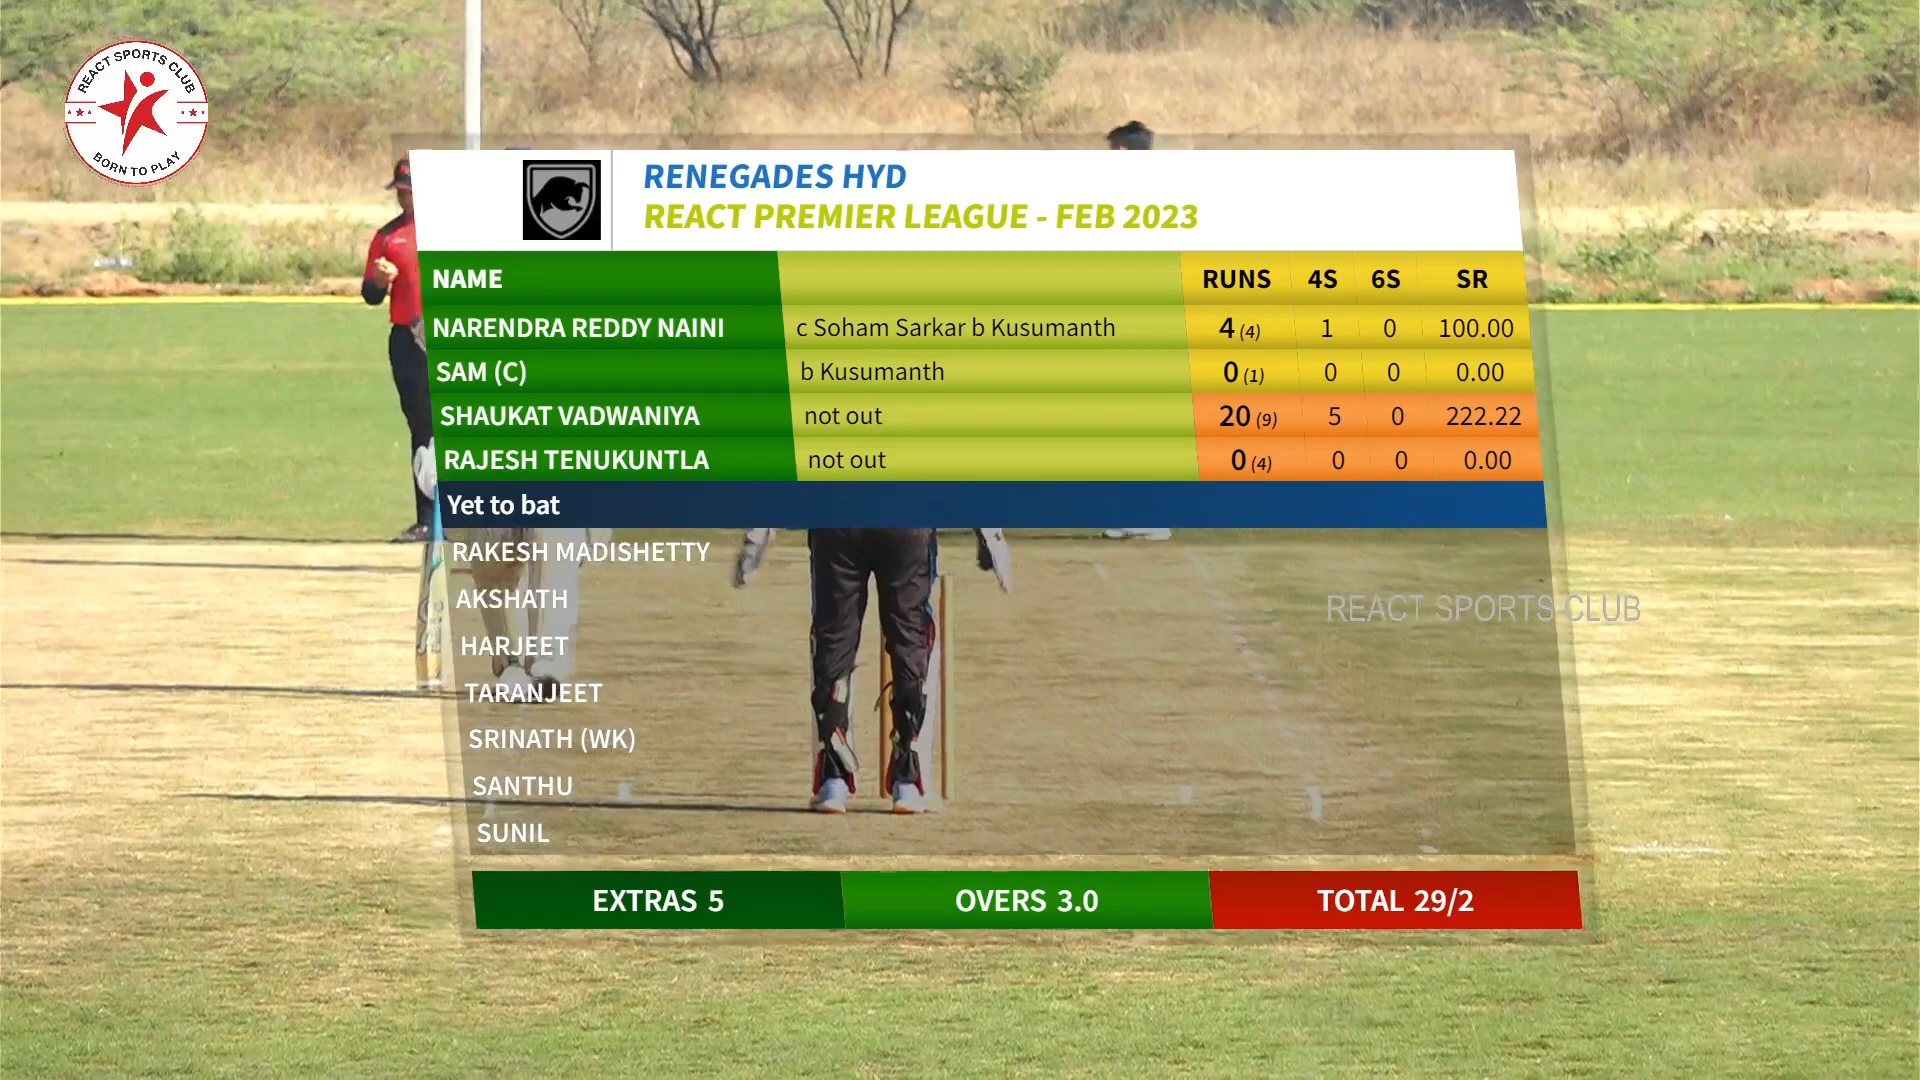 REACT SPORTS CLUB
BORN TO PLAY
RENEGADES HYD
REACT PREMIER LEAGUE - FEB 2023
NAME RUNS 4S 6S SR
NARENDRA REDDY NAINI c Soham Sarkar b Kusumanth 4 (4) 1 0 100.00
SAM (C) b Kusumanth 0 (1) 0 0 0.00
SHAUKAT VADWANIYA not out 20 (9) 5 0 222.22
RAJESH TENUKUNTLA not out 0 (4) 0 0 0.00
Yet to bat
RAKESH MADISHETTY
AKSHATH
REACT SPORTS CLUB
HARJEET
TARANJEET
SRINATH (WK)
SANTHU
SUNIL
EXTRAS 5 OVERS 3.0 TOTAL 29/2